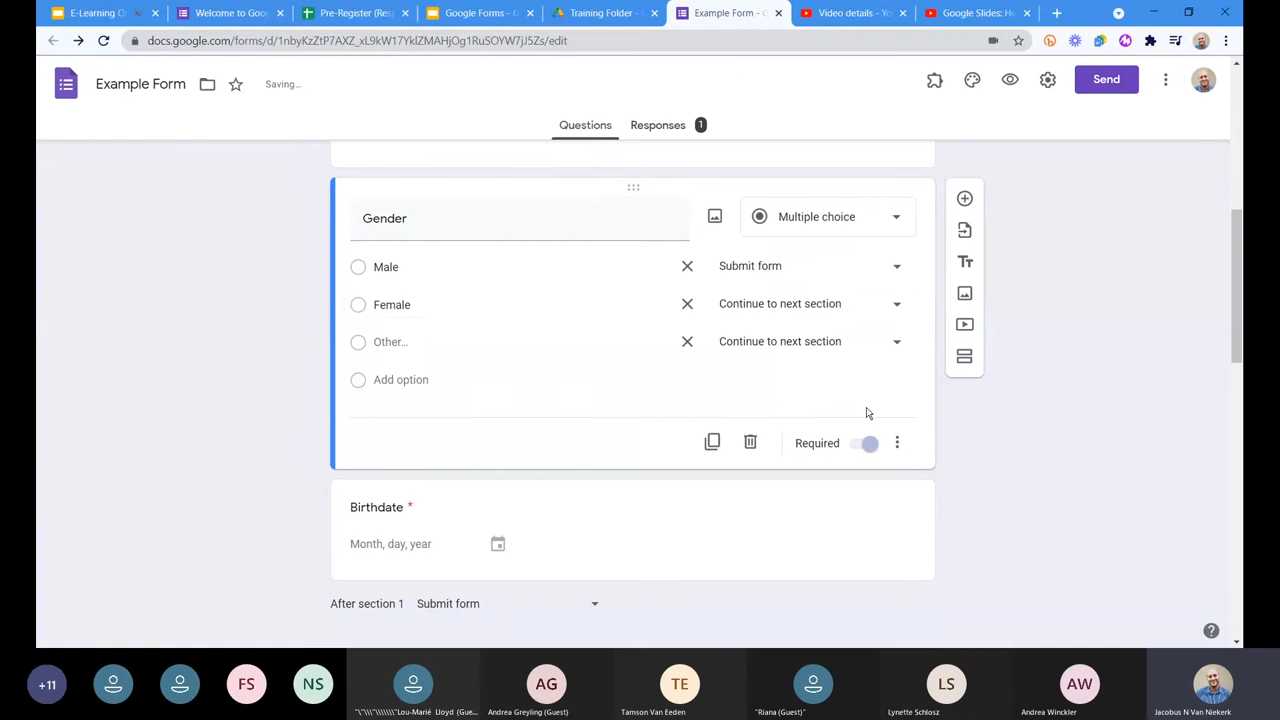 E-Learning O
Welcome to Goo
Pre-Register (Resp
Google Forms - G
Training Folder -
Example Form - G
Video details - Yo
Google Slides: Ho
docs.google.com/forms/d/1nbyKzZtP7AXZ_xL9kW17YkIZMAHjOg1RuSOYW7jJ5Zs/edit
Example Form
Saving...
Send
Questions
Responses 1
Gender
Multiple choice
Male
Submit form
Female
Continue to next section
Other...
Continue to next section
Add option
Required
Birthdate *
Month, day, year
After section 1 Submit form
+11
FS
NS
AG
TE
LS
AW
"\"\\\"\\\\\\\"Lou-Marié Lloyd (Gue...
Andrea Greyling (Guest)
Tamson Van Eeden
"Riana (Guest)"
Lynette Schlosz
Andrea Winckler
Jacobus N Van Niekerk